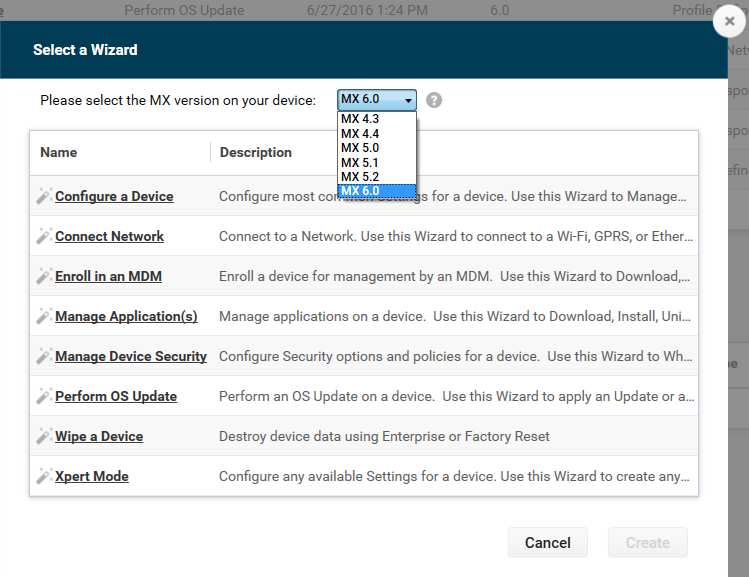 Perform OS Update 6/27/2016 1:24 PM 6.0 Profile
Select a Wizard
Please select the MX version on your device: MX 6.0 ?
MX 4.3
MX 4.4
MX 5.0
MX 5.1
MX 5.2
MX 6.0
Name Description
Configure a Device Configure most common Settings for a device. Use this Wizard to Manage...
Connect Network Connect to a Network. Use this Wizard to connect to a Wi-Fi, GPRS, or Ether...
Enroll in an MDM Enroll a device for management by an MDM. Use this Wizard to Download,...
Manage Application(s) Manage applications on a device. Use this Wizard to Download, Install, Uni...
Manage Device Security Configure Security options and policies for a device. Use this Wizard to Wh...
Perform OS Update Perform an OS Update on a device. Use this Wizard to apply an Update or a...
Wipe a Device Destroy device data using Enterprise or Factory Reset
Xpert Mode Configure any available Settings for a device. Use this Wizard to create any...
Cancel Create